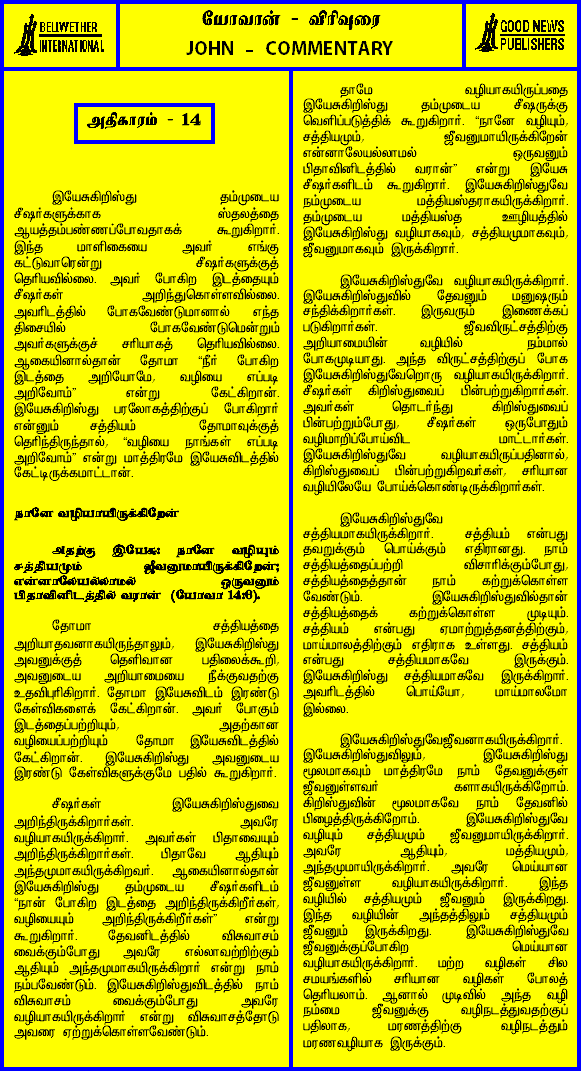 BELIWETHER
INTERNATIONAL
யோவான் - விரிவுரை
JOHN - COMMENTARY
GOOD NEWS
PUBLISHERS
அதிகாரம் - 14
இயேசுகிறிஸ்து தம்முடைய
சீஷர்களுக்காக ஸ்தலத்தை
ஆயத்தம்பண்ணப்போவதாகக் கூறுகிறார்.
இந்த மாளிகையை அவர் எங்கு
கட்டுவாரென்று சீஷர்களுக்குத்
தெரியவில்லை. அவர் போகிற இடத்தையும்
சீஷர்கள் அறிந்துகொள்ளவில்லை.
அவரிடத்தில் போகவேண்டுமானால் எந்த
திசையில் போகவேண்டுமென்றும்
அவர்களுக்குச் சரியாகத் தெரியவில்லை.
ஆகையினால்தான் தோமா “நீர் போகிற
இடத்தை அறியோமே, வழியை எப்படி
அறிவோம்” என்று கேட்கிறான்.
இயேசுகிறிஸ்து பரலோகத்திற்குப் போகிறார்
என்னும் சத்தியம் தோமாவுக்குத்
தெரிந்திருந்தால், “வழியை நாங்கள் எப்படி
அறிவோம்” என்று மாத்திரமே இயேசுவிடத்தில்
கேட்டிருக்கமாட்டான்.
நானே வழியாயிருக்கிறேன்
அதற்கு இயேசு: நானே வழியும்
சத்தியமும் ஜீவனுமாயிருக்கிறேன்;
என்னாலேயல்லாமல் ஒருவனும்
பிதாவினிடத்தில் வரான் (யோவா 14:6).
தோமா சத்தியத்தை
அறியாதவனாகயிருந்தாலும், இயேசுகிறிஸ்து
அவனுக்குத் தெளிவான பதிலைக்கூறி,
அவனுடைய அறியாமையை நீக்குவதற்கு
உதவிபுரிகிறார். தோமா இயேசுவிடம் இரண்டு
கேள்விகளைக் கேட்கிறான். அவர் போகும்
இடத்தைப்பற்றியும், அதற்கான
வழியைப்பற்றியும் தோமா இயேசுவிடத்தில்
கேட்கிறான். இயேசுகிறிஸ்து அவனுடைய
இரண்டு கேள்விகளுக்குமே பதில் கூறுகிறார்.
சீஷர்கள் இயேசுகிறிஸ்துவை
அறிந்திருக்கிறார்கள். அவரே
வழியாகயிருக்கிறார். அவர்கள் பிதாவையும்
அறிந்திருக்கிறார்கள். பிதாவே ஆதியும்
அந்தமுமாகயிருக்கிறவர். ஆகையினால்தான்
இயேசுகிறிஸ்து தம்முடைய சீஷர்களிடம்
“நான் போகிற இடத்தை அறிந்திருக்கிறீர்கள்,
வழியையும் அறிந்திருக்கிறீர்கள்” என்று
கூறுகிறார். தேவனிடத்தில் விசுவாசம்
வைக்கும்போது அவரே எல்லாவற்றிற்கும்
ஆதியும் அந்தமுமாகயிருக்கிறார் என்று நாம்
நம்பவேண்டும். இயேசுகிறிஸ்துவிடத்தில் நாம்
விசுவாசம் வைக்கும்போது அவரே
வழியாகயிருக்கிறார் என்று விசுவாசத்தோடு
அவரை ஏற்றுக்கொள்ளவேண்டும்.
தாமே வழியாகயிருப்பதை
இயேசுகிறிஸ்து தம்முடைய சீஷருக்கு
வெளிப்படுத்திக் கூறுகிறார். “நானே வழியும்,
சத்தியமும், ஜீவனுமாயிருக்கிறேன்
என்னாலேயல்லாமல் ஒருவனும்
பிதாவினிடத்தில் வரான்” என்று இயேசு
சீஷர்களிடம் கூறுகிறார். இயேசுகிறிஸ்துவே
நம்முடைய மத்தியஸ்தராகயிருக்கிறார்.
தம்முடைய மத்தியஸ்த ஊழியத்தில்
இயேசுகிறிஸ்து வழியாகவும், சத்தியமுமாகவும்,
ஜீவனுமாகவும் இருக்கிறார்.
இயேசுகிறிஸ்துவே வழியாகயிருக்கிறார்.
இயேசுகிறிஸ்துவில் தேவனும் மனுஷரும்
சந்திக்கிறார்கள். இருவரும் இணைக்கப்
படுகிறார்கள். ஜீவவிருட்சத்திற்கு
அறியாமையின் வழியில் நம்மால்
போகமுடியாது. அந்த விருட்சத்திற்குப் போக
இயேசுகிறிஸ்துவேறொரு வழியாகயிருக்கிறார்.
சீஷர்கள் கிறிஸ்துவைப் பின்பற்றுகிறார்கள்.
அவர்கள் தொடர்ந்து கிறிஸ்துவைப்
பின்பற்றும்போது, சீஷர்கள் ஒருபோதும்
வழிமாறிப்போய்விட மாட்டார்கள்.
இயேசுகிறிஸ்துவே வழியாகயிருப்பதினால்,
கிறிஸ்துவைப் பின்பற்றுகிறவர்கள், சரியான
வழியிலேயே போய்க்கொண்டிருக்கிறார்கள்.
இயேசுகிறிஸ்துவே
சத்தியமாகயிருக்கிறார். சத்தியம் என்பது
தவறுக்கும் பொய்க்கும் எதிரானது. நாம்
சத்தியத்தைப்பற்றி விசாரிக்கும்போது,
சத்தியத்தைத்தான் நாம் கற்றுக்கொள்ள
வேண்டும். இயேசுகிறிஸ்துவில்தான்
சத்தியத்தைக் கற்றுக்கொள்ள முடியும்.
சத்தியம் என்பது ஏமாற்றுத்தனத்திற்கும்,
மாய்மாலத்திற்கும் எதிராக உள்ளது. சத்தியம்
என்பது சத்தியமாகவே இருக்கும்.
இயேசுகிறிஸ்து சத்தியமாகவே இருக்கிறார்.
அவரிடத்தில் பொய்யோ, மாய்மாலமோ
இல்லை.
இயேசுகிறிஸ்துவேஜீவனாகயிருக்கிறார்.
இயேசுகிறிஸ்துவிலும், இயேசுகிறிஸ்து
மூலமாகவும் மாத்திரமே நாம் தேவனுக்குள்
ஜீவனுள்ளவர் களாகயிருக்கிறோம்.
கிறிஸ்துவின் மூலமாகவே நாம் தேவனில்
பிழைத்திருக்கிறோம். இயேசுகிறிஸ்துவே
வழியும் சத்தியமும் ஜீவனுமாயிருக்கிறார்.
அவரே ஆதியும், மத்தியமும்,
அந்தமுமாயிருக்கிறார். அவரே மெய்யான
ஜீவனுள்ள வழியாகயிருக்கிறார். இந்த
வழியில் சத்தியமும் ஜீவனும் இருக்கிறது.
இந்த வழியின் அந்தத்திலும் சத்தியமும்
ஜீவனும் இருக்கிறது. இயேசுகிறிஸ்துவே
ஜீவனுக்குப்போகிற மெய்யான
வழியாகயிருக்கிறார். மற்ற வழிகள் சில
சமயங்களில் சரியான வழிகள் போலத்
தெரியலாம். ஆனால் முடிவில் அந்த வழி
நம்மை ஜீவனுக்கு வழிநடத்துவதற்குப்
பதிலாக, மரணத்திற்கு வழிநடத்தும்
மரணவழியாக இருக்கும்.